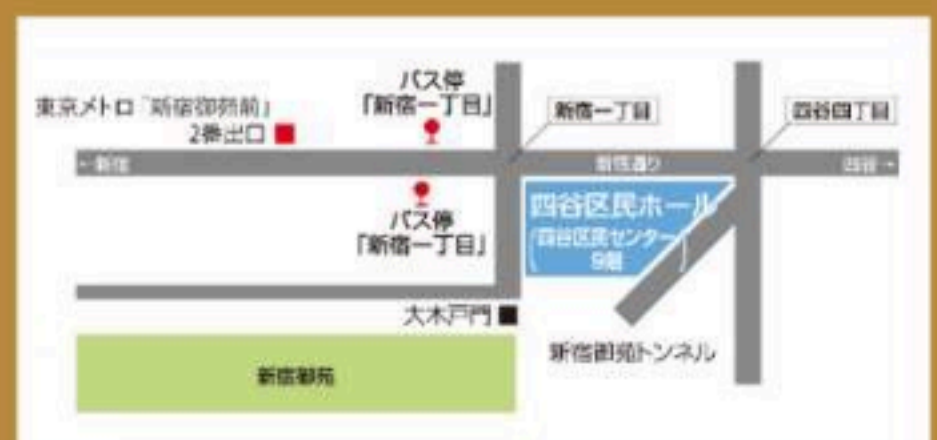 バス停
「新宿一丁目」
東京メトロ「新宿御苑前」
2番出口
新宿一丁目
四谷四丁目
←新宿
新宿通り
四谷→
四谷区民ホール
(四谷区民センター
9階)
バス停
「新宿一丁目」
大木戸門
新宿御苑トンネル
新宿御苑